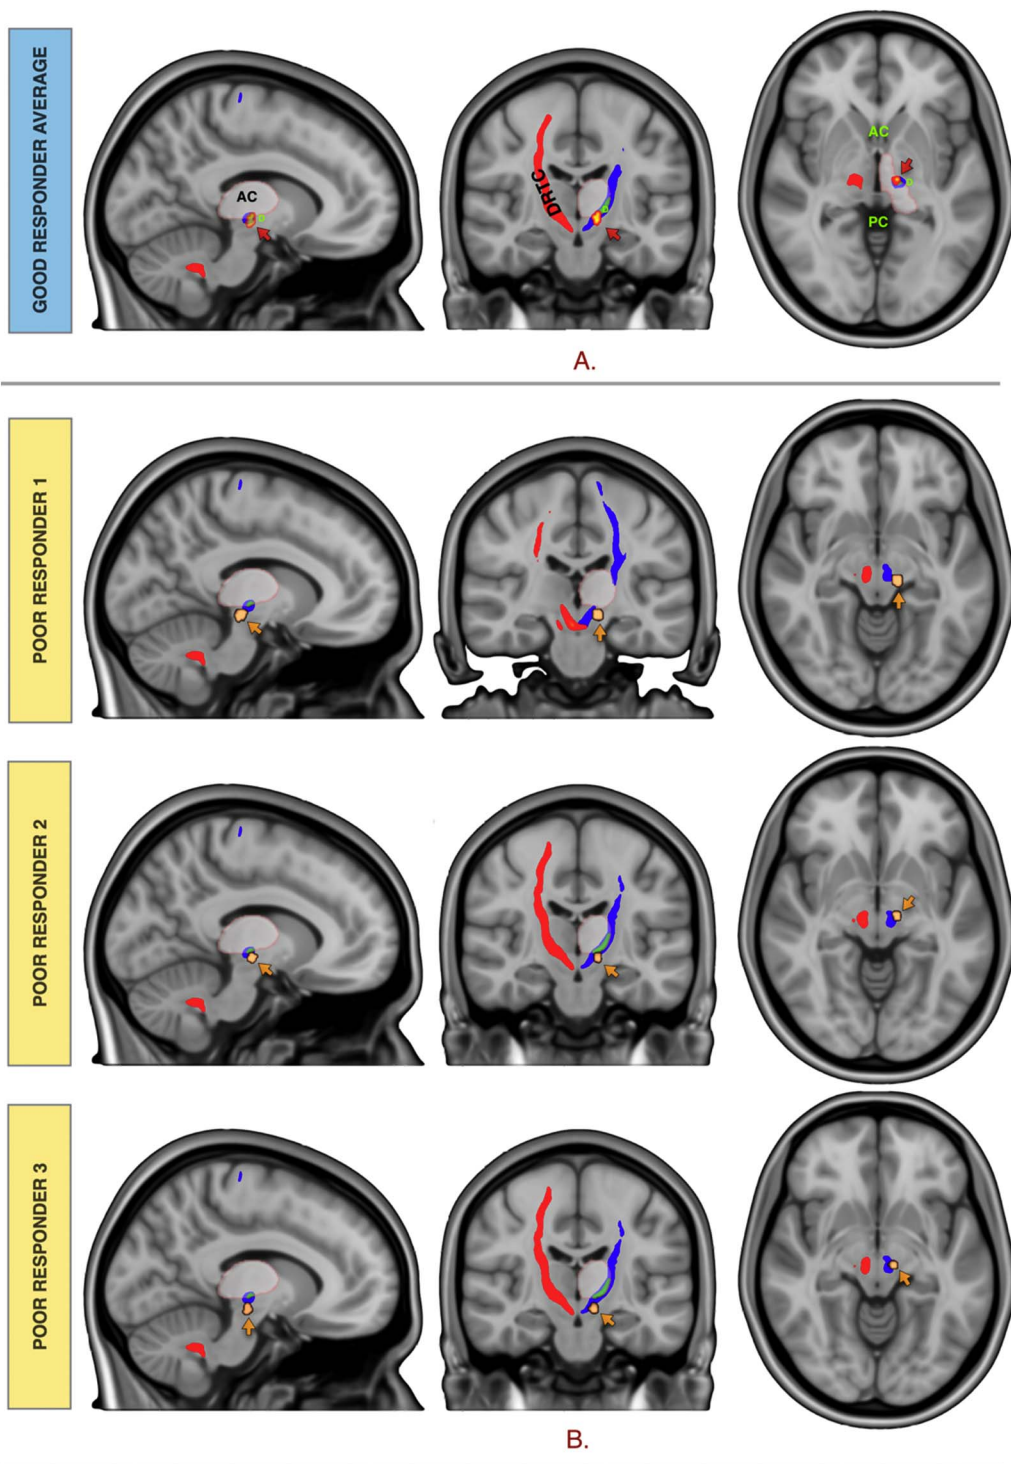 GOOD RESPONDER AVERAGE
AC
DRTC
AC
PC
A.
POOR RESPONDER 1
POOR RESPONDER 2
POOR RESPONDER 3
B.